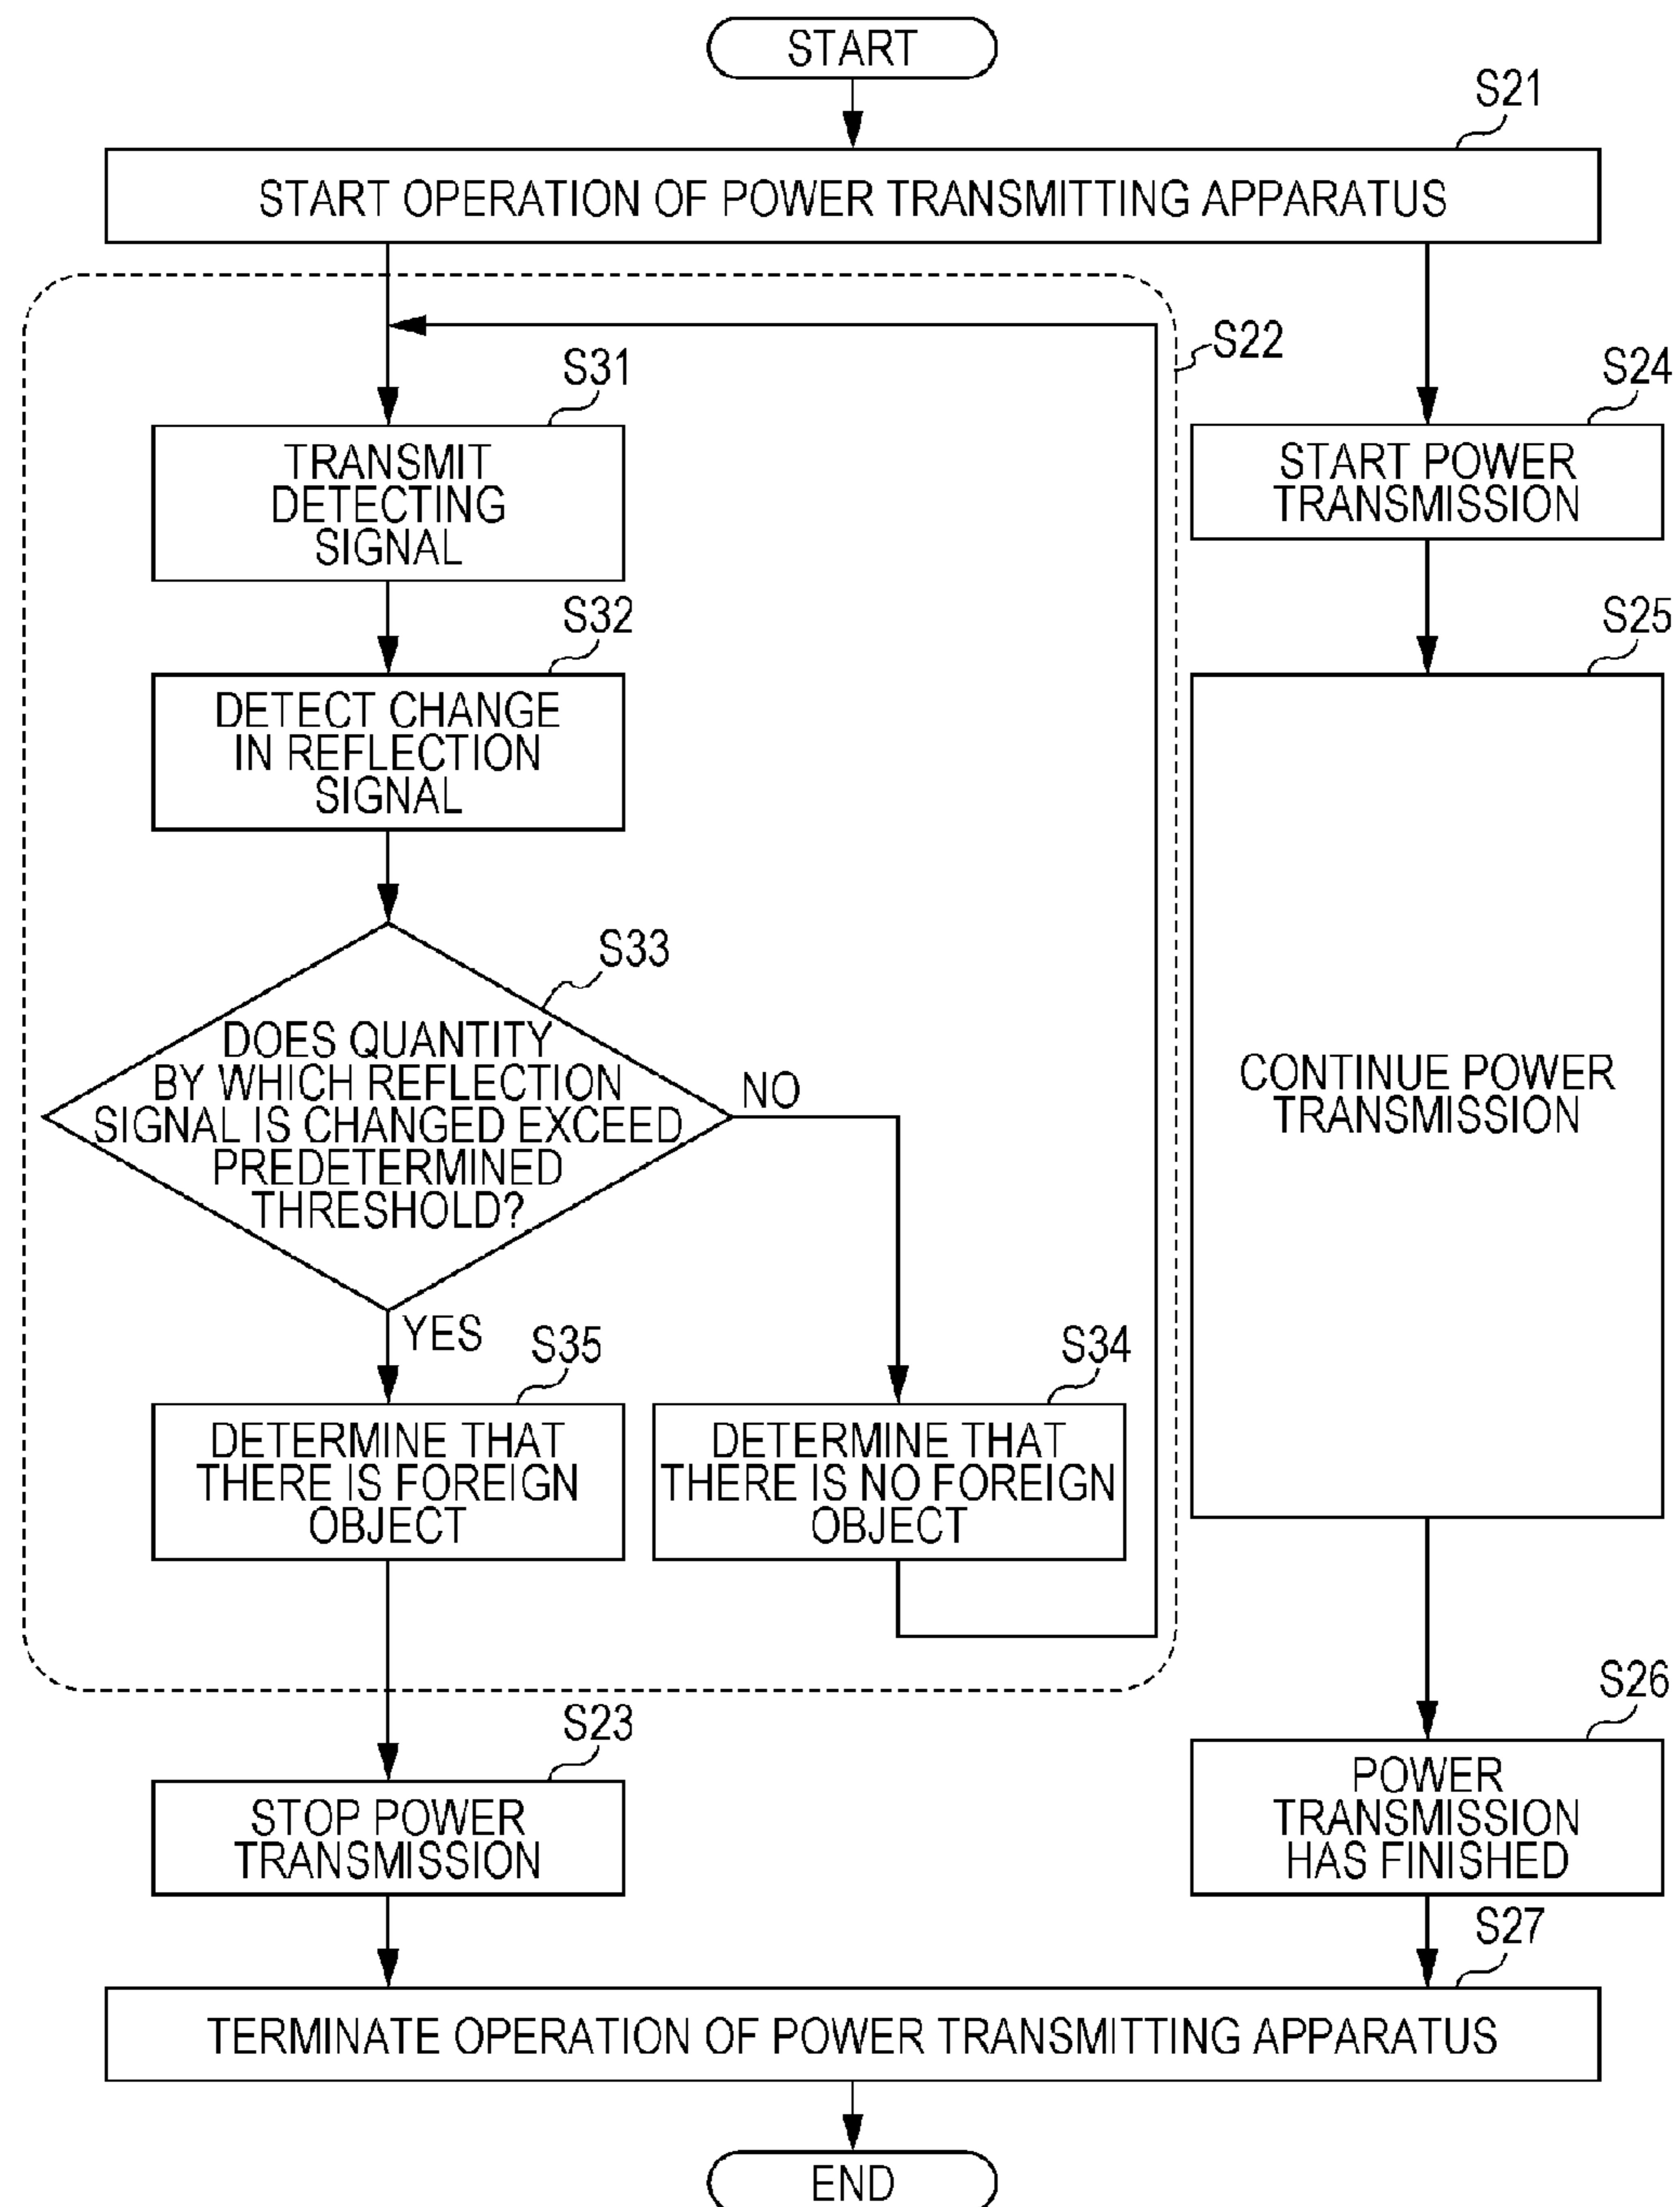 START
S21
START OPERATION OF POWER TRANSMITTING APPARATUS
S22
S31
TRANSMIT
DETECTING
SIGNAL
S32
DETECT CHANGE
IN REFLECTION
SIGNAL
S33
DOES QUANTITY
BY WHICH REFLECTION
SIGNAL IS CHANGED EXCEED
PREDETERMINED
THRESHOLD?
NO
YES
S35
DETERMINE THAT
THERE IS FOREIGN
OBJECT
S34
DETERMINE THAT
THERE IS NO FOREIGN
OBJECT
S23
STOP POWER
TRANSMISSION
S24
START POWER
TRANSMISSION
S25
CONTINUE POWER
TRANSMISSION
S26
POWER
TRANSMISSION
HAS FINISHED
S27
TERMINATE OPERATION OF POWER TRANSMITTING APPARATUS
END